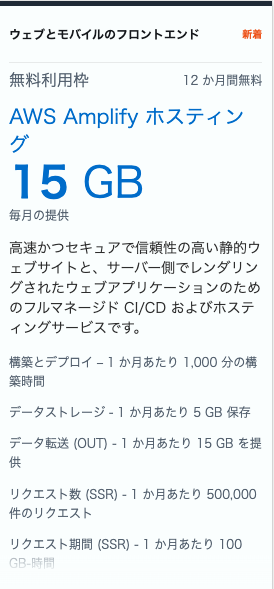 ウェブとモバイルのフロントエンド
新着
無料利用枠
12 か月間無料
AWS Amplify ホスティン
グ
15 GB
毎月の提供
高速かつセキュアで信頼性の高い静的ウ
ェブサイトと、サーバー側でレンダリン
グされたウェブアプリケーションのため
のフルマネージド CI/CD およびホステ
ィングサービスです。
構築とデプロイ – 1 か月あたり 1,000 分の構
築時間
データストレージ - 1 か月あたり 5 GB 保存
データ転送 (OUT) - 1 か月あたり 15 GB を提
供
リクエスト数 (SSR) - 1 か月あたり 500,000
件のリクエスト
リクエスト期間 (SSR) - 1 か月あたり 100
GB-時間